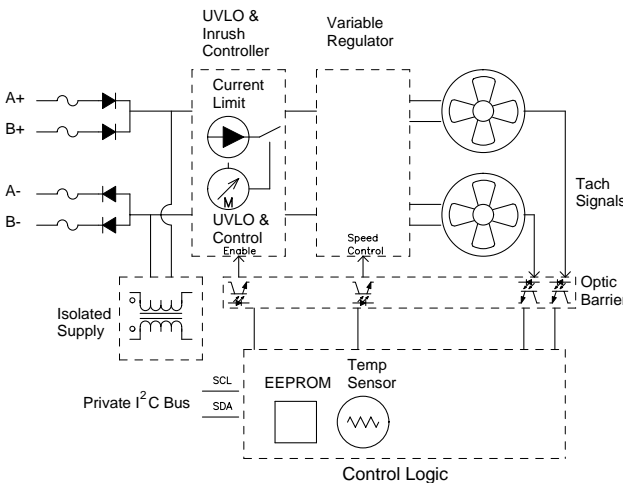 UVLO &
Inrush
Controller
Variable
Regulator
A+
B+
A-
B-
Current
Limit
M
UVLO &
Control
Enable
Speed
Control
Tach
Signals
Optic
Barrier
Isolated
Supply
Private I²C Bus
SCL
SDA
EEPROM
Temp
Sensor
Control Logic